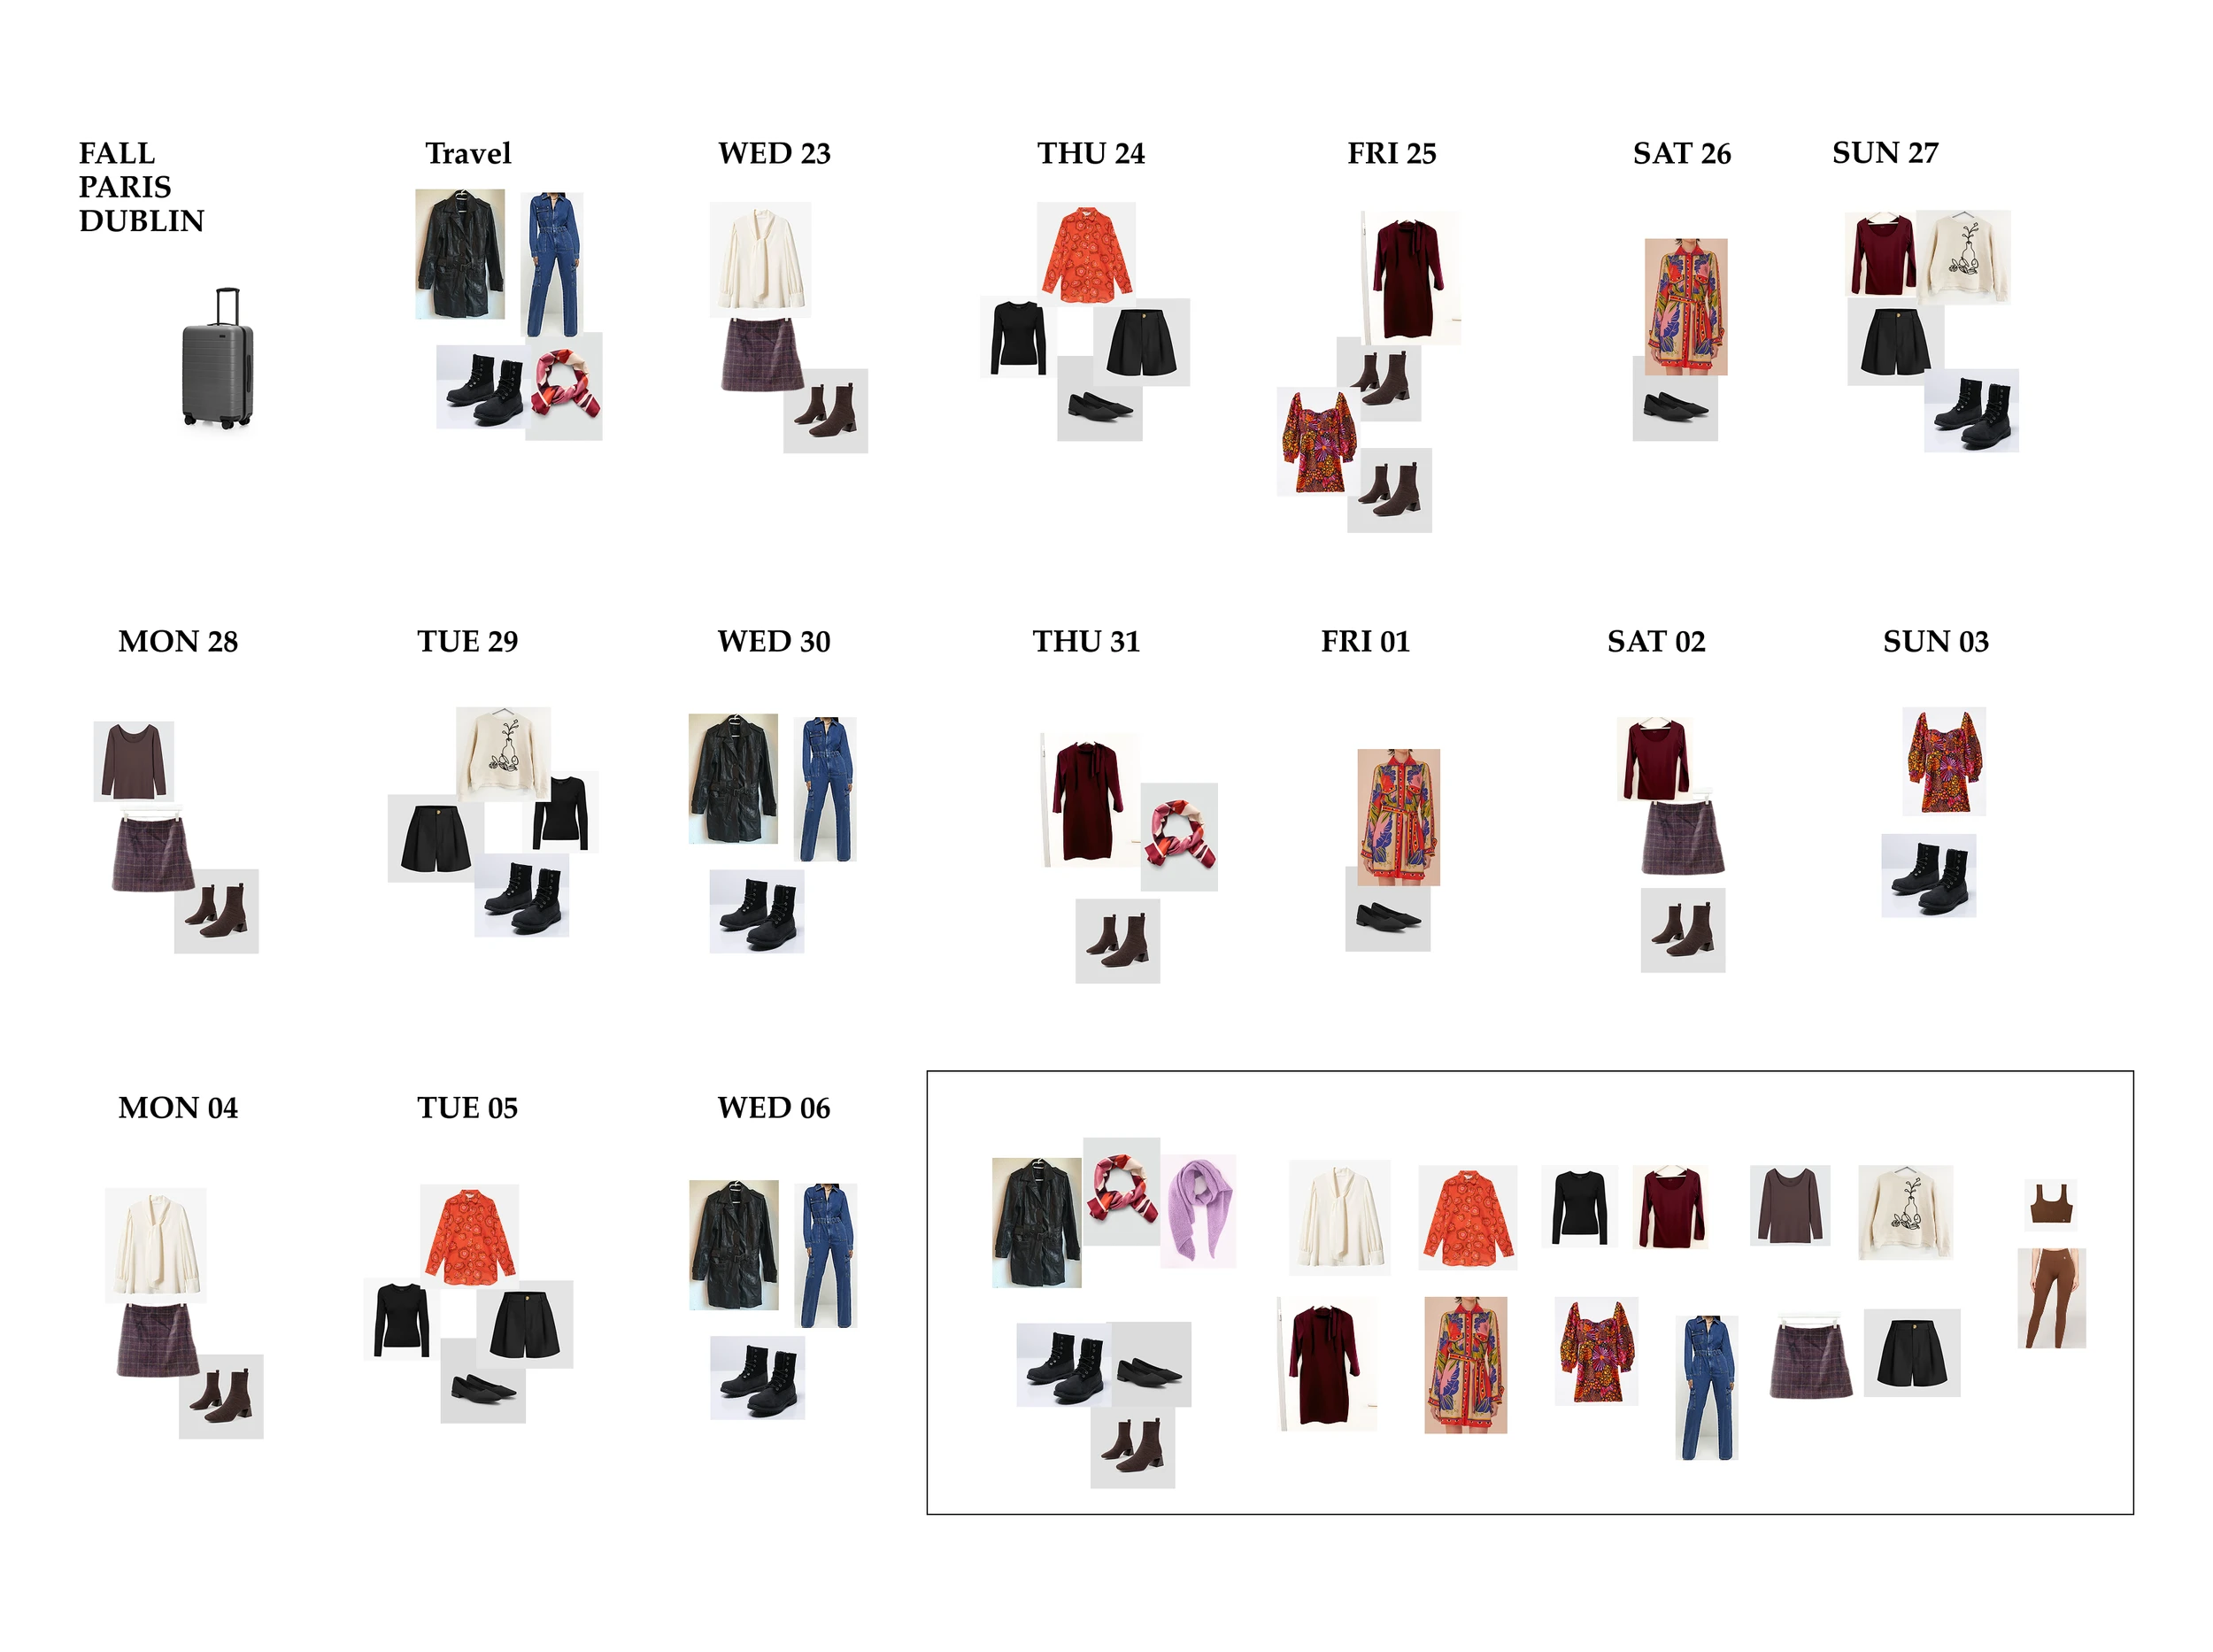 FALL
PARIS
DUBLIN
Travel
WED 23
THU 24
FRI 25
SAT 26
SUN 27
MON 28
TUE 29
WED 30
THU 31
FRI 01
SAT 02
SUN 03
MON 04
TUE 05
WED 06